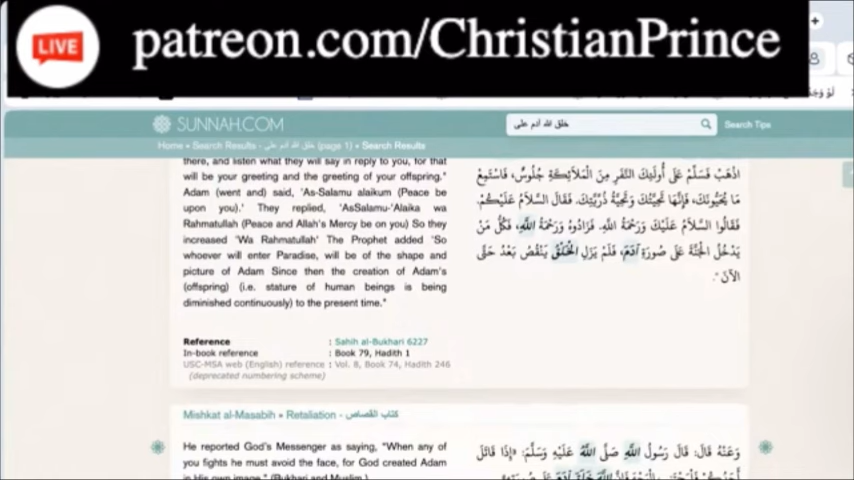 LIVE
patreon.com/ChristianPrince
SUNNAH.COM
خلق الله آدم على
Search Tips
Home » Search Results - خلق الله آدم على (page 1) » Search Results
there, and listen what they will say in reply to you, for that
will be your greeting and the greeting of your offspring."
Adam (went and) said, 'As-Salamu alaikum (Peace be
upon you).' They replied, 'AsSalamu-'Alaika wa
Rahmatullah (Peace and Allah's Mercy be on you) So they
increased 'Wa Rahmatullah' The Prophet added 'So
whoever will enter Paradise, will be of the shape and
picture of Adam Since then the creation of Adam's
(offspring) (i.e. stature of human beings is being
diminished continuously) to the present time."
اذْهَبْ فَسَلِّمْ عَلَى أُولَئِكَ النَّفَرِ مِنَ الْمَلاَئِكَةِ جُلُوسٌ، فَاسْتَمِعْ
مَا يُحَيُّونَكَ، فَإِنَّهَا تَحِيَّتُكَ وَتَحِيَّةُ ذُرِّيَّتِكَ. فَقَالَ السَّلاَمُ عَلَيْكُمْ.
فَقَالُوا السَّلاَمُ عَلَيْكَ وَرَحْمَةُ اللَّهِ. فَزَادُوهُ وَرَحْمَةُ اللَّهِ، فَكُلُّ مَنْ
يَدْخُلُ الْجَنَّةَ عَلَى صُورَةِ آدَمَ، فَلَمْ يَزَلِ الْخَلْقُ يَنْقُصُ بَعْدُ حَتَّى
الآنَ ".
Reference : Sahih al-Bukhari 6227
In-book reference : Book 79, Hadith 1
USC-MSA web (English) reference : Vol. 8, Book 74, Hadith 246
(deprecated numbering scheme)
Mishkat al-Masabih » Retaliation - كتاب القصاص
He reported God's Messenger as saying, "When any of
you fights he must avoid the face, for God created Adam
in His own image." (Bukhari and Muslim.)
وَعَنْهُ قَالَ: قَالَ رَسُولُ اللَّهِ صَلَّى اللَّهُ عَلَيْهِ وَسَلَّمَ: «إِذَا قَاتَلَ